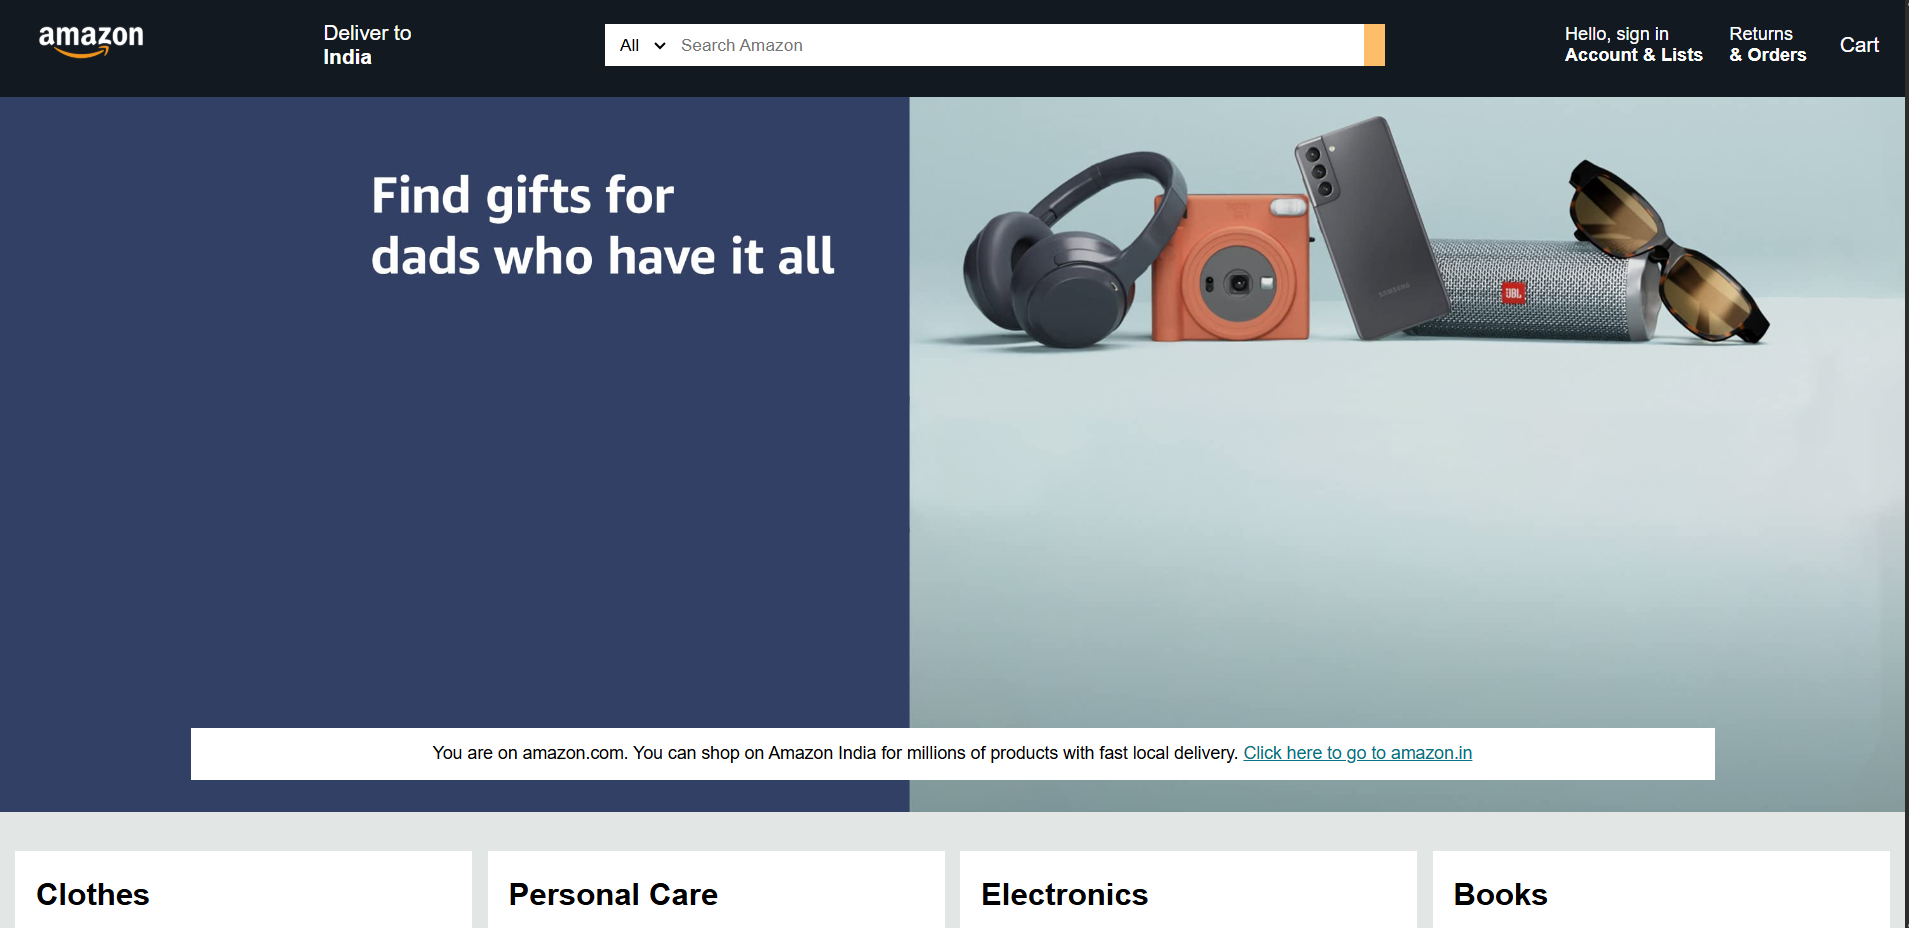 amazon
Deliver to
India
All
Search Amazon
Hello, sign in
Account & Lists
Returns
& Orders
Cart
Find gifts for
dads who have it all
SAMSUNG
JBL
You are on amazon.com. You can shop on Amazon India for millions of products with fast local delivery. Click here to go to amazon.in
Clothes
Personal Care
Electronics
Books